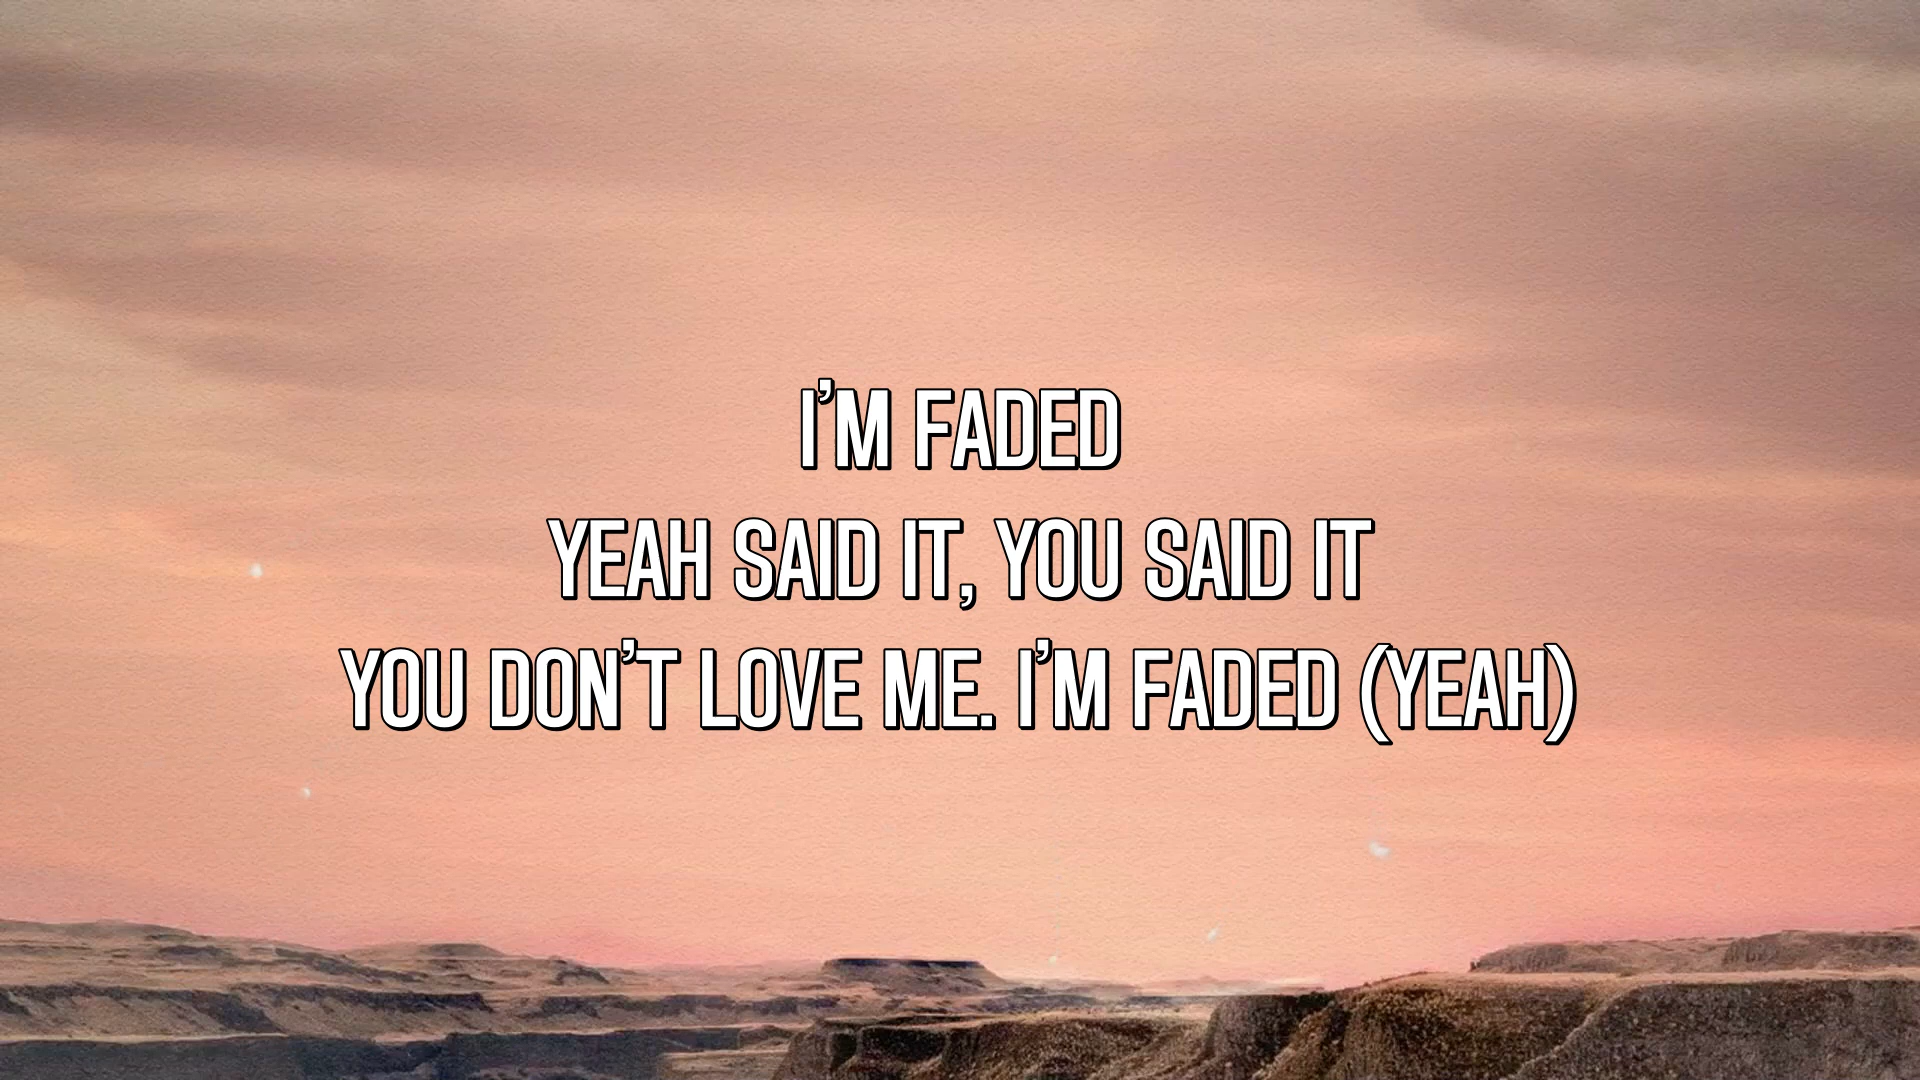 I'M FADED
YEAH SAID IT, YOU SAID IT
YOU DON'T LOVE ME. I'M FADED (YEAH)